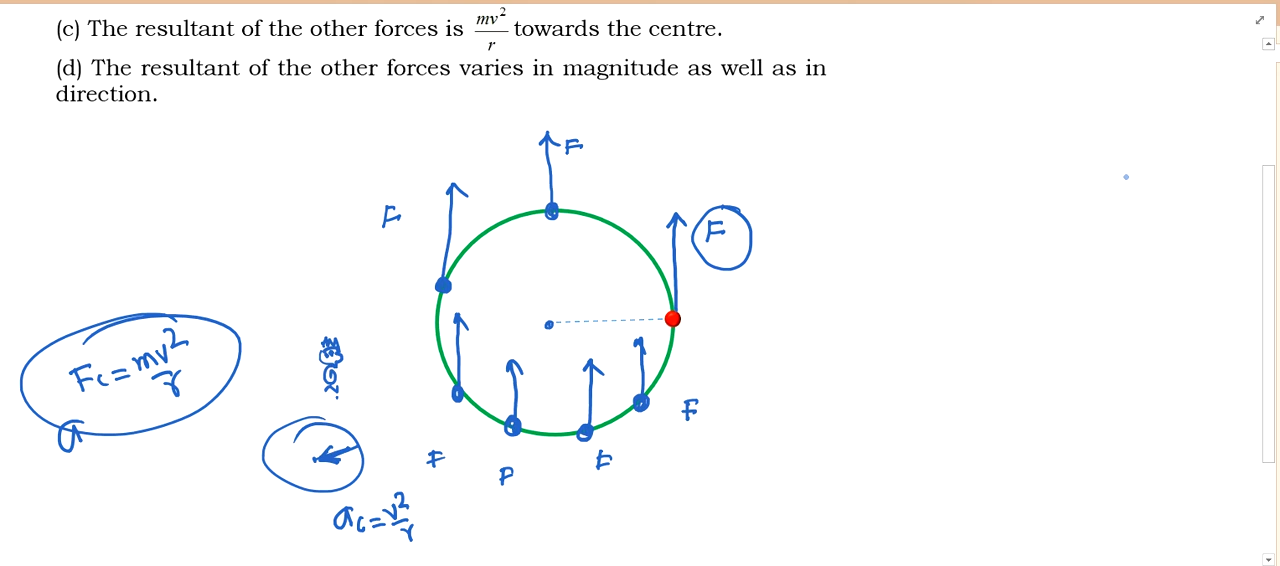 (c) The resultant of the other forces is mv²/r towards the centre.
(d) The resultant of the other forces varies in magnitude as well as in
direction.
F
F
F
Fc = mv²/r
a
F
F
F
F
ac = v²/r